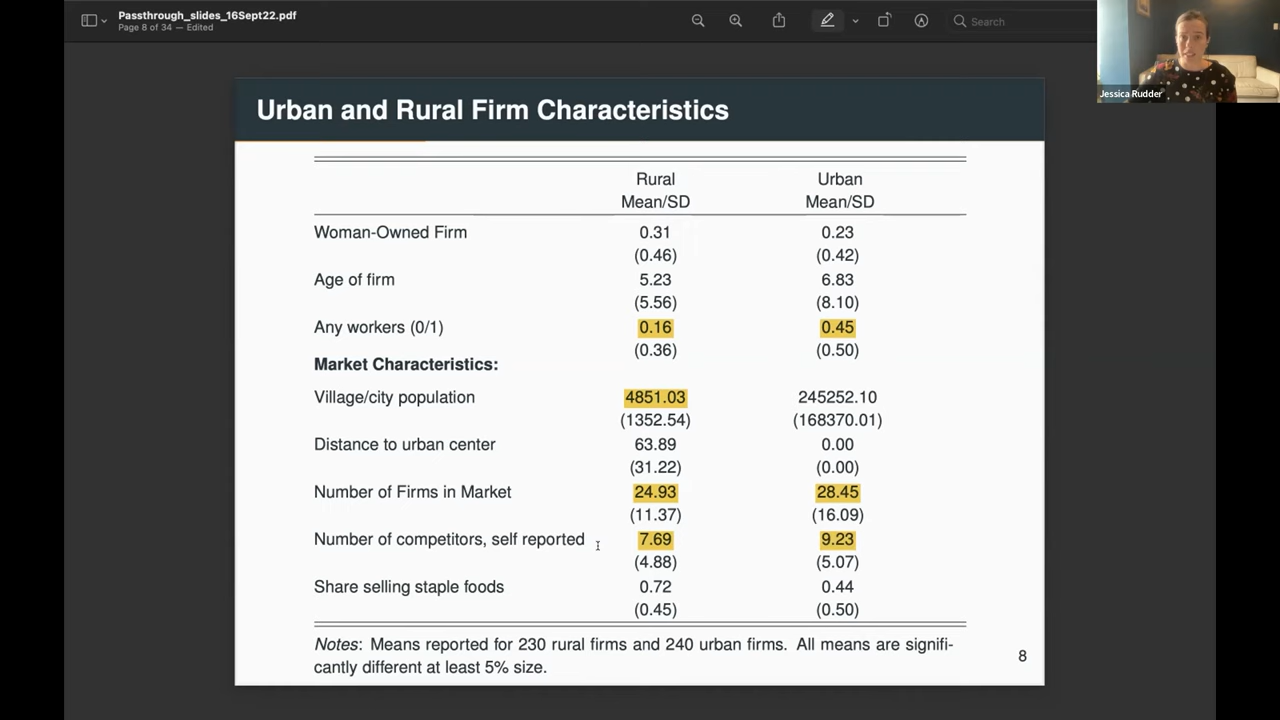 Passthrough_slides_16Sept22.pdf
Page 8 of 34 — Edited
Search
Jessica Rudder
Urban and Rural Firm Characteristics
Rural Urban
Mean/SD Mean/SD
Woman-Owned Firm 0.31 0.23
(0.46) (0.42)
Age of firm 5.23 6.83
(5.56) (8.10)
Any workers (0/1) 0.16 0.45
(0.36) (0.50)
Market Characteristics:
Village/city population 4851.03 245252.10
(1352.54) (168370.01)
Distance to urban center 63.89 0.00
(31.22) (0.00)
Number of Firms in Market 24.93 28.45
(11.37) (16.09)
Number of competitors, self reported 7.69 9.23
(4.88) (5.07)
Share selling staple foods 0.72 0.44
(0.45) (0.50)
Notes: Means reported for 230 rural firms and 240 urban firms. All means are signifi-
cantly different at least 5% size.
8